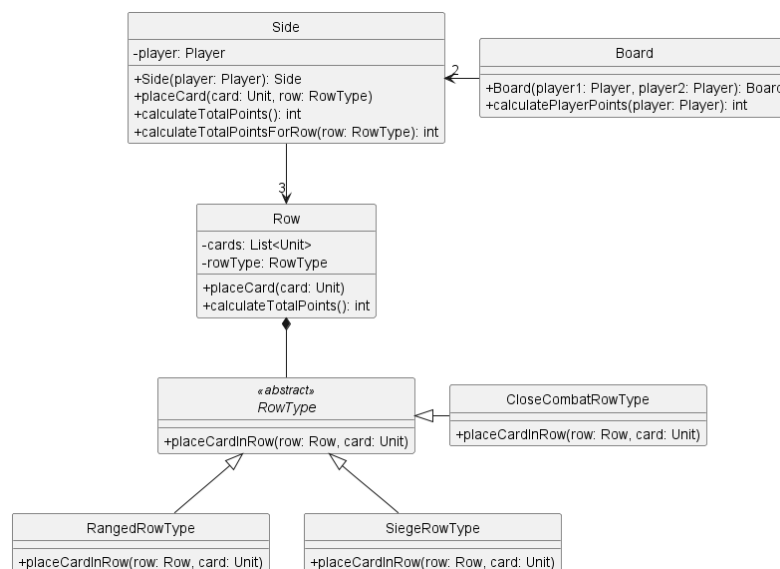 Side
-player: Player
+Side(player: Player): Side
+placeCard(card: Unit, row: RowType)
+calculateTotalPoints(): int
+calculateTotalPointsForRow(row: RowType): int
2
Board
+Board(player1: Player, player2: Player): Board
+calculatePlayerPoints(player: Player): int
3
Row
-cards: List<Unit>
-rowType: RowType
+placeCard(card: Unit)
+calculateTotalPoints(): int
«abstract»
RowType
+placeCardInRow(row: Row, card: Unit)
CloseCombatRowType
+placeCardInRow(row: Row, card: Unit)
RangedRowType
+placeCardInRow(row: Row, card: Unit)
SiegeRowType
+placeCardInRow(row: Row, card: Unit)